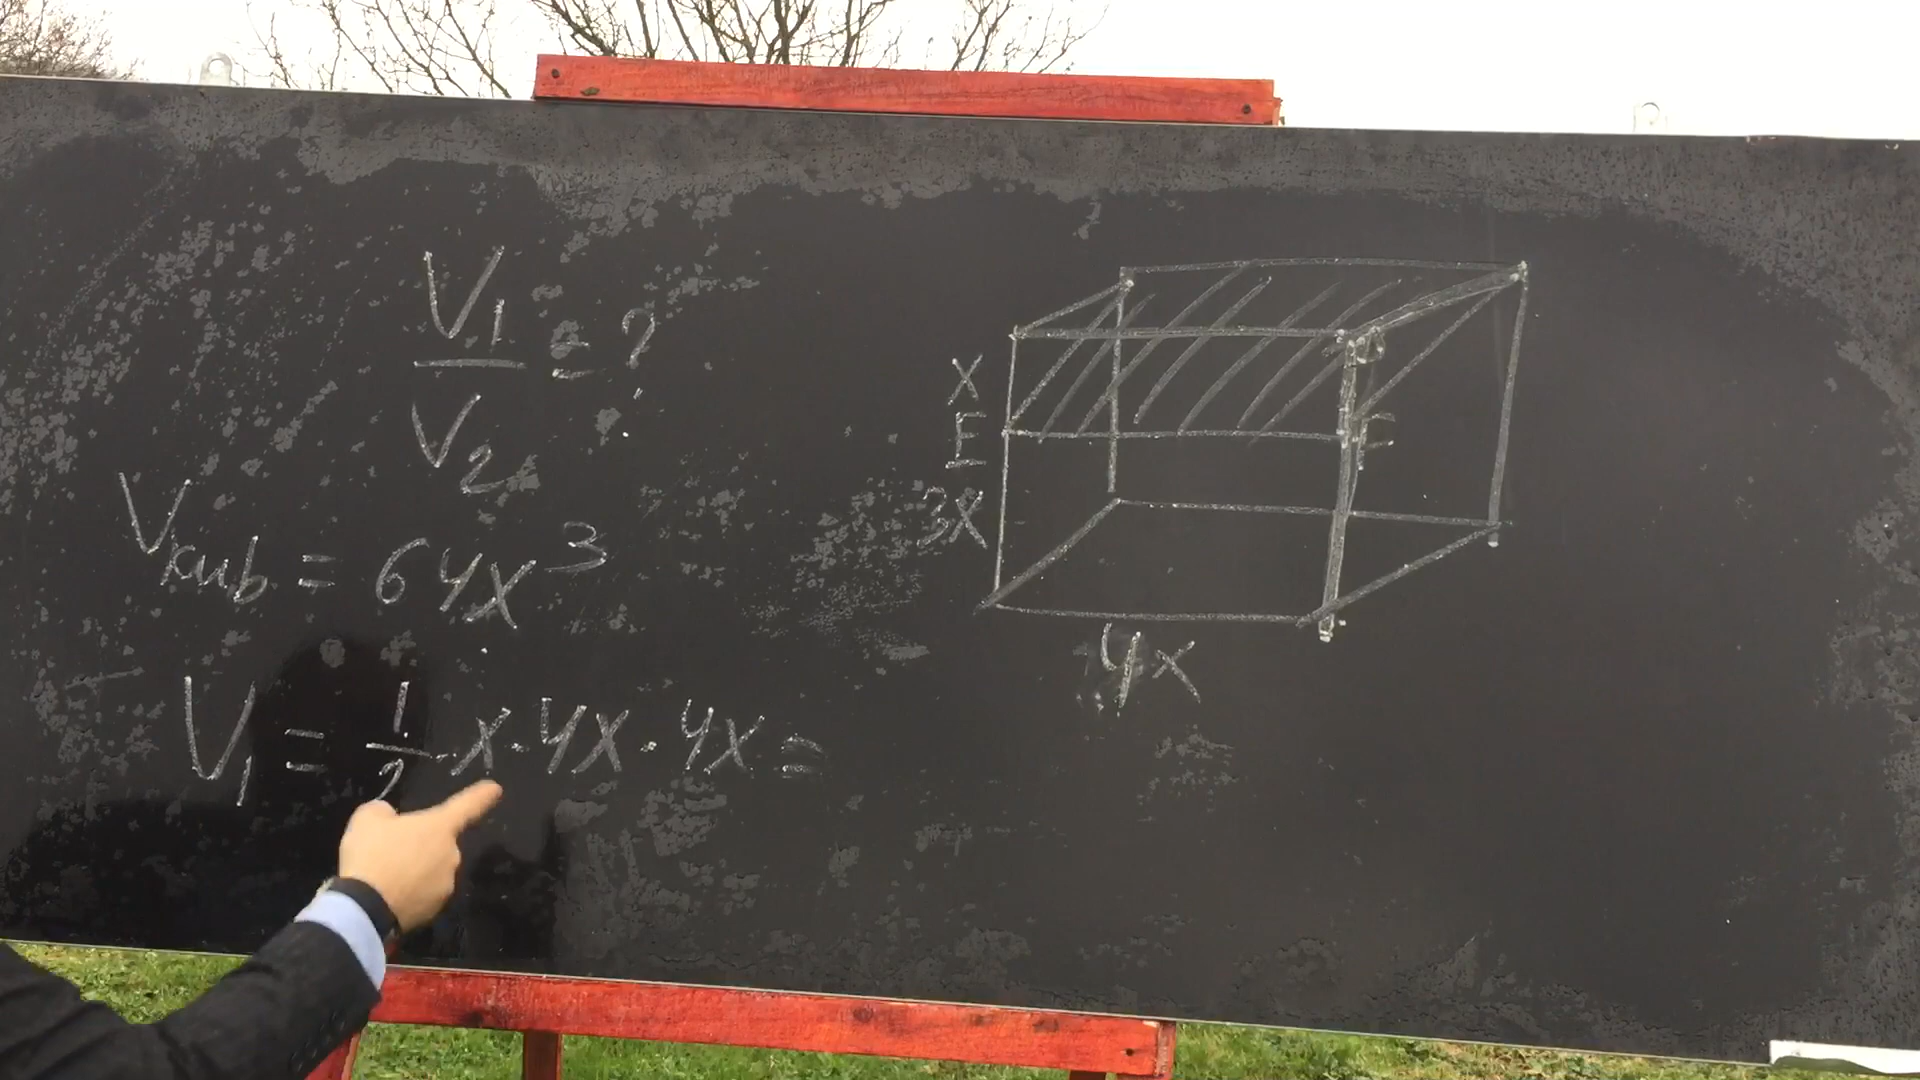 V₁/V₂ = ?
Vkub = 64x³
V₁ = 1/2 · x · 4x · 4x =
x
E
3x
4x